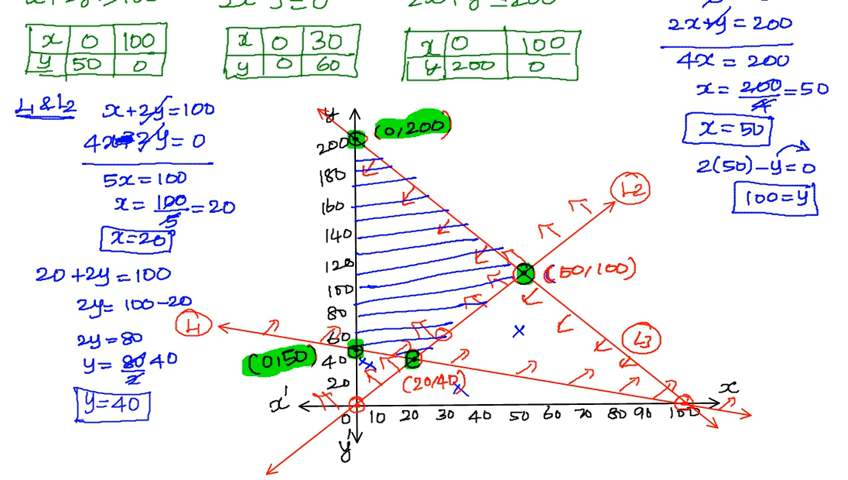 x 0 100
y 50 0
x 0 30
y 0 60
x 0 100
y 200 0
2x+y = 200
4x = 200
x = 200/4 = 50
x = 50
2(50)-y=0
100=y
L1 & L2
x+2y=100
4x-2y=0
5x=100
x = 100/5 = 20
x=20
20+2y=100
2y=100-20
2y=80
y = 80/2 40
y=40
y
(0,200)
200
180
160
140
120
100
80
60
40
20
L2
(50,100)
L1
L3
(0,50)
(20,40)
x' 0 10 20 30 40 50 60 70 80 90 100 x
y'